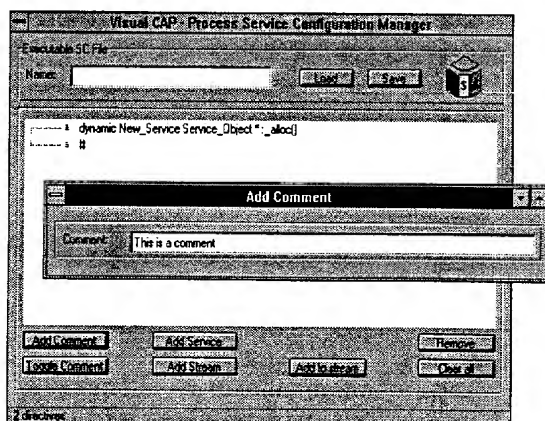 Visual CAP - Process Service Configuration Manager
Executable SC File
Name: Load Save
S
dynamic New_Service Service_Object *:_alloc()
#
Add Comment
Comment: This is a comment
Add Comment Add Service Remove
Toggle Comment Add Stream Add to stream Clear all
2 directives